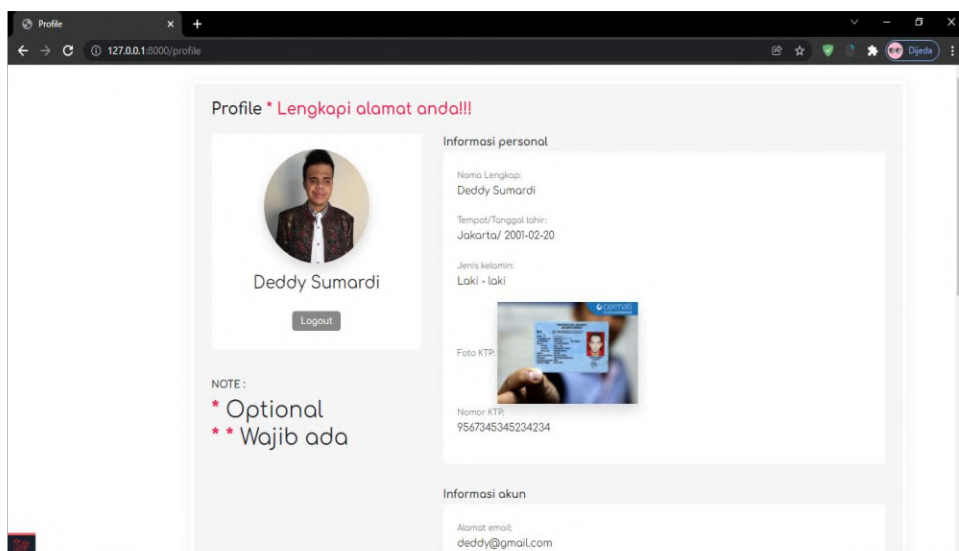 Profile
127.0.0.1:8000/profile
Dijeda
Profile * Lengkapi alamat anda!!!
Deddy Sumardi
Logout
NOTE :
* Optional
* * Wajib ada
Informasi personal
Nama Lengkap:
Deddy Sumardi
Tempat/Tanggal lahir:
Jakarta/ 2001-02-20
Jenis kelamin:
Laki - laki
Foto KTP:
Nomor KTP:
9567345345234234
Informasi akun
Alamat email:
deddy@gmail.com